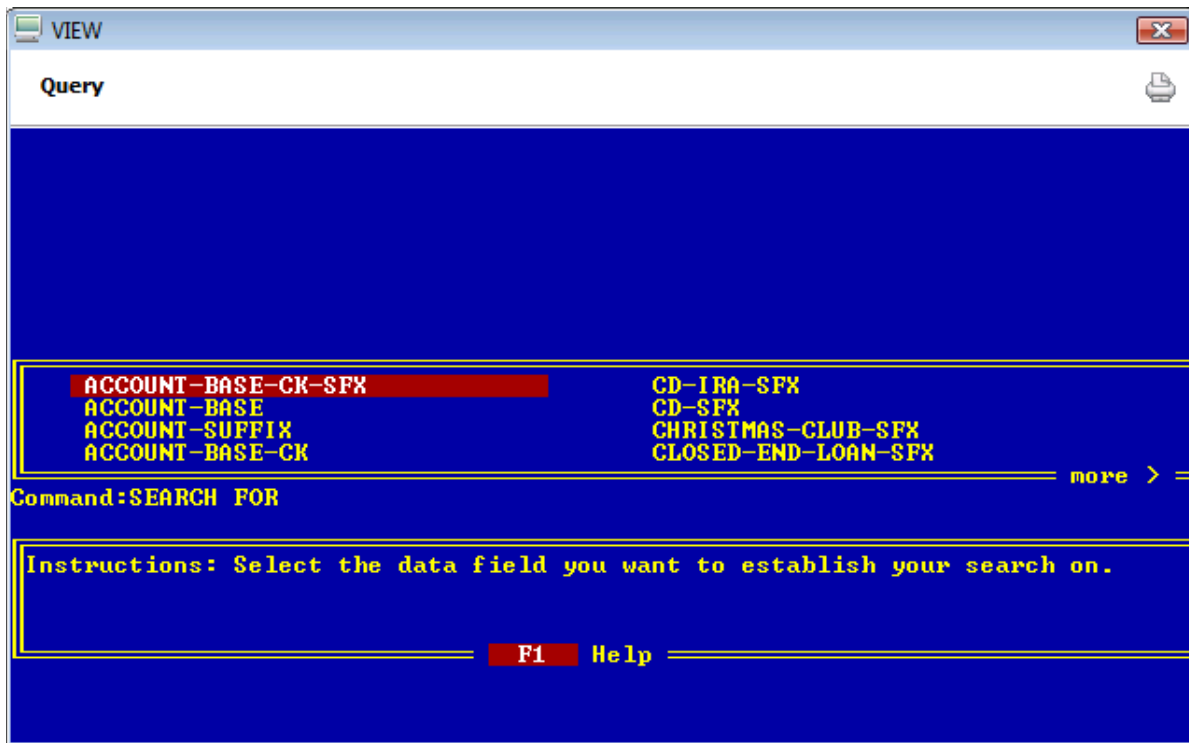 VIEW
Query
ACCOUNT-BASE-CK-SFX CD-IRA-SFX
ACCOUNT-BASE CD-SFX
ACCOUNT-SUFFIX CHRISTMAS-CLUB-SFX
ACCOUNT-BASE-CK CLOSED-END-LOAN-SFX
more >
Command:SEARCH FOR
Instructions: Select the data field you want to establish your search on.
F1 Help